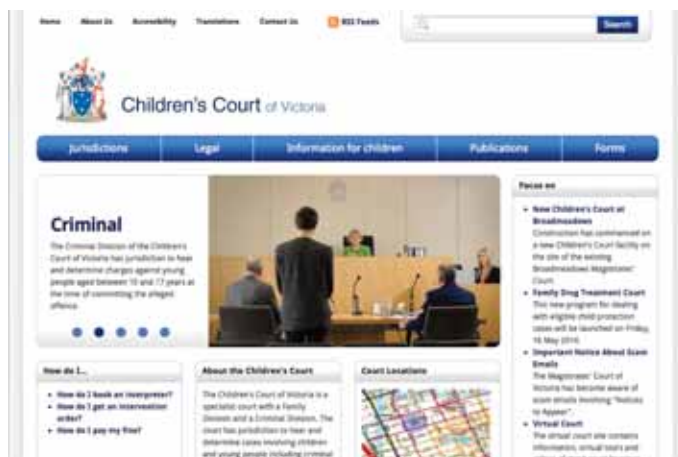 Home About Us Accessibility Translations Contact Us RSS Feeds Search
Children's Court of Victoria
Jurisdictions Legal Information for children Publications Forms
Criminal
The Criminal Division of the Children's
Court of Victoria has jurisdiction to hear
and determine charges against young
people aged between 10 and 17 years at
the time of committing the alleged
offence.
Focus on
New Children's Court at
Broadmeadows
Construction has commenced on
a new Children's Court facility on
the site of the existing
Broadmeadows Magistrates'
Court.
Family Drug Treatment Court
This new program for dealing
with eligible child protection
cases will be launched on Friday,
16 May 2014.
Important Notice About Scam
Emails
The Magistrates' Court of
Victoria has become aware of
scam emails involving "Notices
to Appear".
Virtual Court
The virtual court site contains
information, virtual tours and
How do I...
How do I book an interpreter?
How do I get an intervention
order?
How do I pay my fine?
About the Children's Court
The Children's Court of Victoria is a
specialist court with a Family
Division and a Criminal Division. The
court has jurisdiction to hear and
determine cases involving children
and young people including criminal
Court Locations